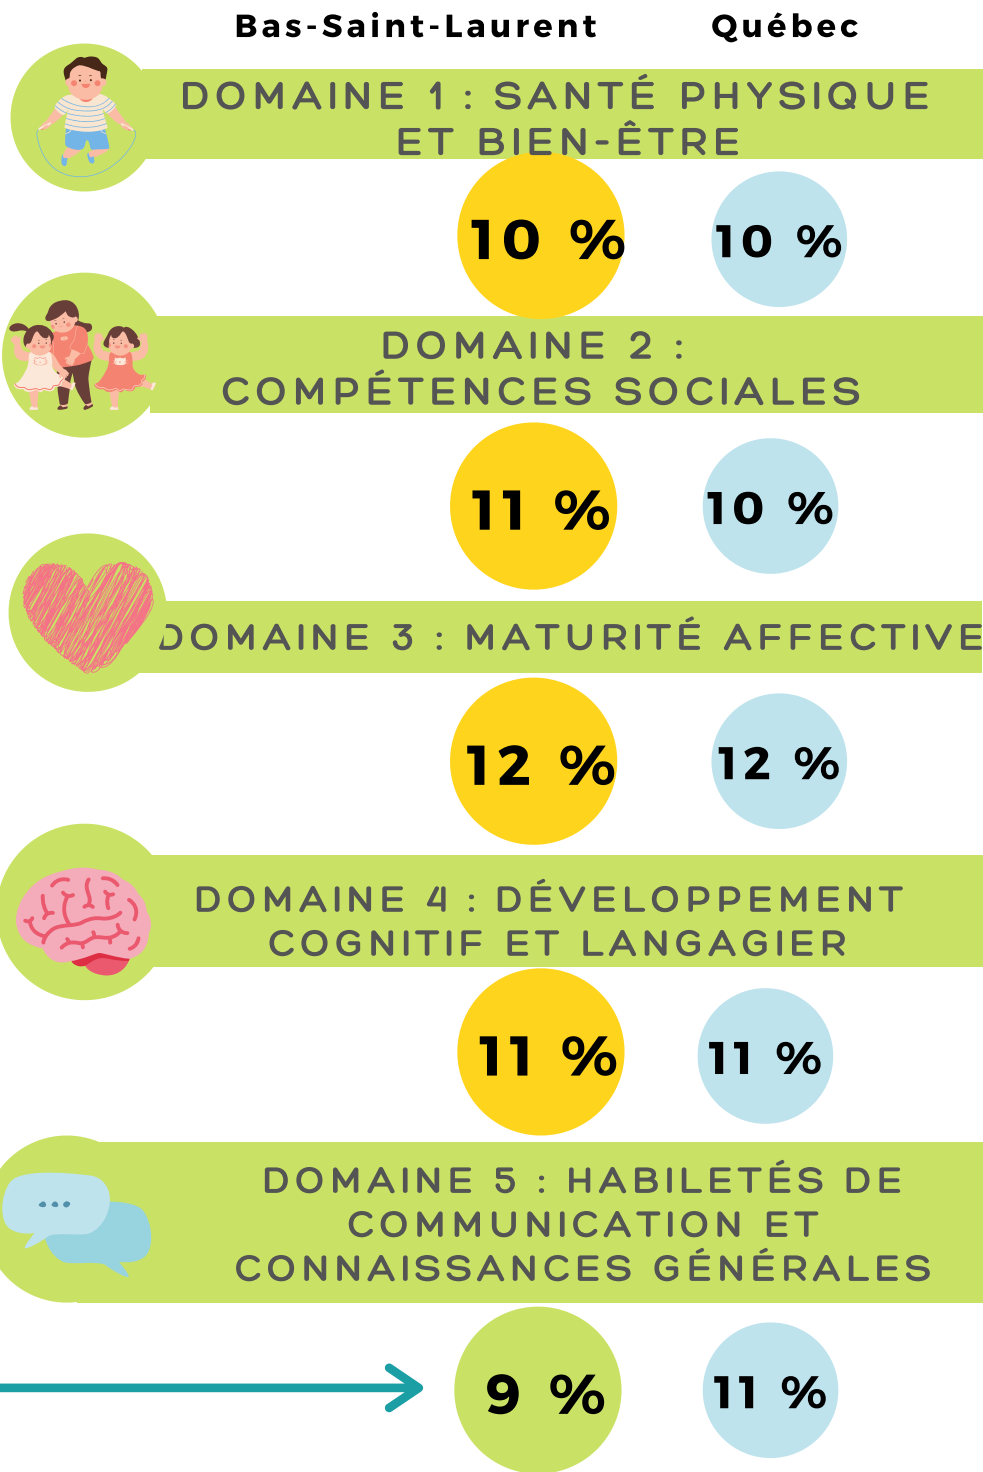 Bas-Saint-Laurent Québec
DOMAINE 1 : SANTÉ PHYSIQUE
ET BIEN-ÊTRE
10 % 10 %
DOMAINE 2 :
COMPÉTENCES SOCIALES
11 % 10 %
DOMAINE 3 : MATURITÉ AFFECTIVE
12 % 12 %
DOMAINE 4 : DÉVELOPPEMENT
COGNITIF ET LANGAGIER
11 % 11 %
DOMAINE 5 : HABILETÉS DE
COMMUNICATION ET
CONNAISSANCES GÉNÉRALES
9 % 11 %